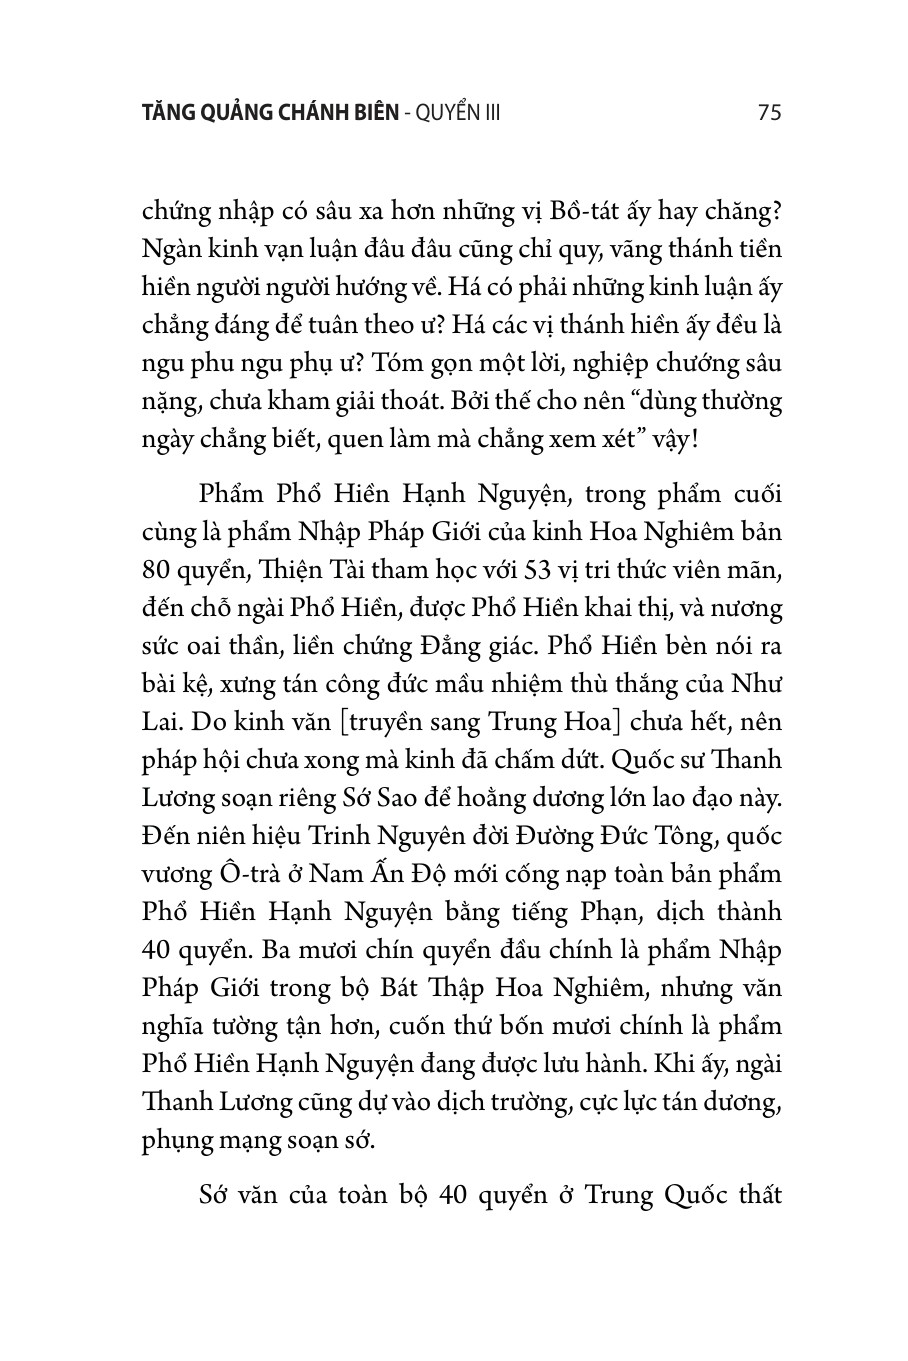 TĂNG QUẢNG CHÁNH BIÊN - QUYỂN III 75
chứng nhập có sâu xa hơn những vị Bồ-tát ấy hay chăng?
Ngàn kinh vạn luận đâu đâu cũng chỉ quy, vãng thánh tiền
hiền người người hướng về. Há có phải những kinh luận ấy
chẳng đáng để tuân theo ư? Há các vị thánh hiền ấy đều là
ngu phu ngu phụ ư? Tóm gọn một lời, nghiệp chướng sâu
nặng, chưa kham giải thoát. Bởi thế cho nên “dùng thường
ngày chẳng biết, quen làm mà chẳng xem xét” vậy!
Phẩm Phổ Hiền Hạnh Nguyện, trong phẩm cuối
cùng là phẩm Nhập Pháp Giới của kinh Hoa Nghiêm bản
80 quyển, Thiện Tài tham học với 53 vị tri thức viên mãn,
đến chỗ ngài Phổ Hiền, được Phổ Hiền khai thị, và nương
sức oai thần, liền chứng Đẳng giác. Phổ Hiền bèn nói ra
bài kệ, xưng tán công đức mầu nhiệm thù thắng của Như
Lai. Do kinh văn [truyền sang Trung Hoa] chưa hết, nên
pháp hội chưa xong mà kinh đã chấm dứt. Quốc sư Thanh
Lương soạn riêng Sớ Sao để hoằng dương lớn lao đạo này.
Đến niên hiệu Trinh Nguyên đời Đường Đức Tông, quốc
vương Ô-trà ở Nam Ấn Độ mới cống nạp toàn bản phẩm
Phổ Hiền Hạnh Nguyện bằng tiếng Phạn, dịch thành
40 quyển. Ba mươi chín quyển đầu chính là phẩm Nhập
Pháp Giới trong bộ Bát Thập Hoa Nghiêm, nhưng văn
nghĩa tường tận hơn, cuốn thứ bốn mươi chính là phẩm
Phổ Hiền Hạnh Nguyện đang được lưu hành. Khi ấy, ngài
Thanh Lương cũng dự vào dịch trường, cực lực tán dương,
phụng mạng soạn sớ.
Sớ văn của toàn bộ 40 quyển ở Trung Quốc thất